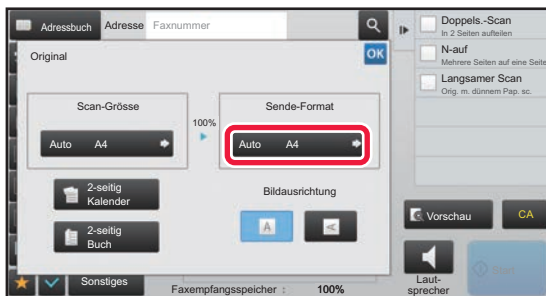 Adressbuch Adresse Faxnummer
Original
OK
Scan-Grösse
Auto A4
100%
Sende-Format
Auto A4
2-seitig
Kalender
2-seitig
Buch
Bildausrichtung
A
A
Sonstiges
Faxempfangsspeicher : 100%
Doppels.-Scan
In 2 Seiten aufteilen
N-auf
Mehrere Seiten auf eine Seite
Langsamer Scan
Orig. m. dünnem Pap. sc.
Vorschau
CA
Laut-
sprecher
Start